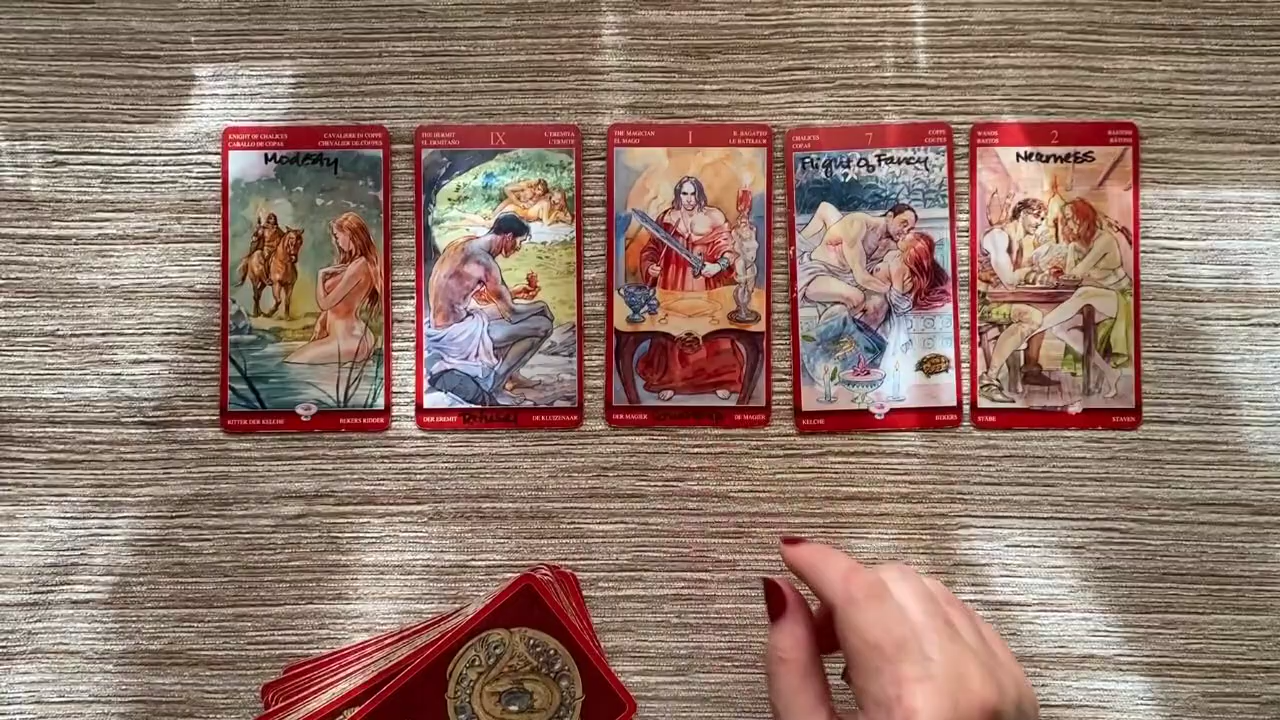 KNIGHT OF CHALICES
CABALLO DE COPAS
CAVALIERE DI COPPE
CHEVALIER DE COUPES
Modesty
RITTER DER KELCHE
BEKERS RIDDER
THE HERMIT
EL ERMITAÑO
IX
L'EREMITA
L'ERMITE
DER EREMIT
DE KLUIZENAAR
THE MAGICIAN
EL MAGO
I
IL BAGATTO
LE BATELEUR
DER MAGIER
DE MAGIËR
CHALICES
COPAS
7
COPPE
COUPES
Flight of Fancy
KELCHE
BEKERS
WANDS
BASTOS
2
BASTONI
BÂTONS
Nearness
STÄBE
STAVEN